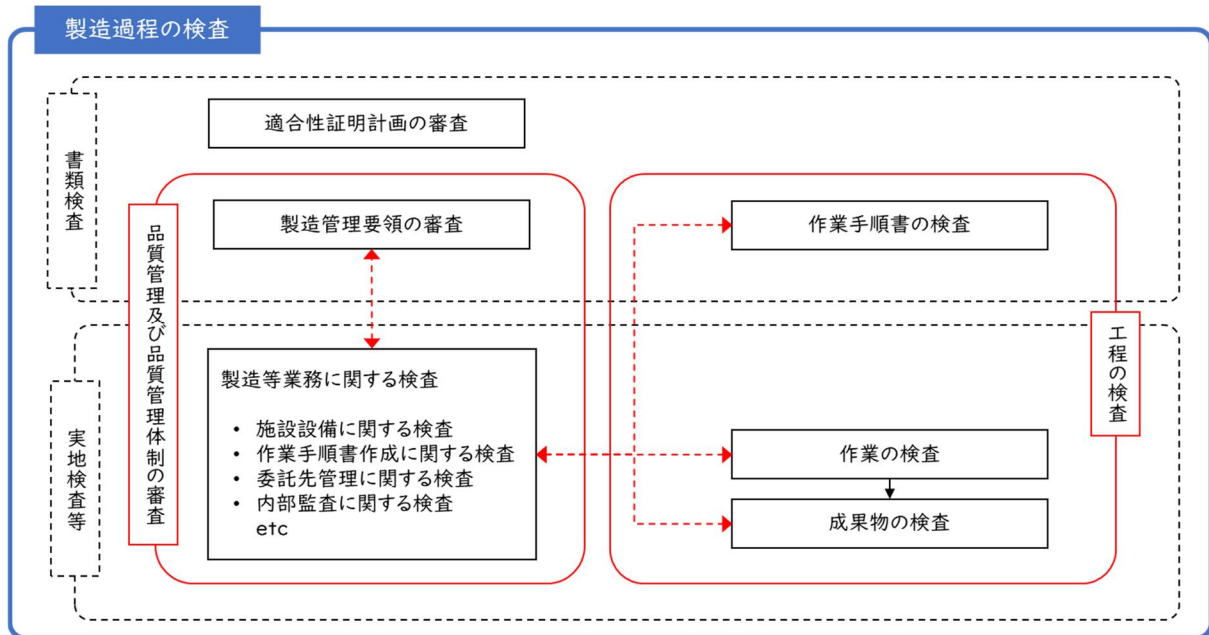 製造過程の検査
書類検査
適合性証明計画の審査
品質管理及び品質管理体制の審査
製造管理要領の審査
作業手順書の検査
実地検査等
製造等業務に関する検査
• 施設設備に関する検査
• 作業手順書作成に関する検査
• 委託先管理に関する検査
• 内部監査に関する検査
etc
工程の検査
作業の検査
成果物の検査